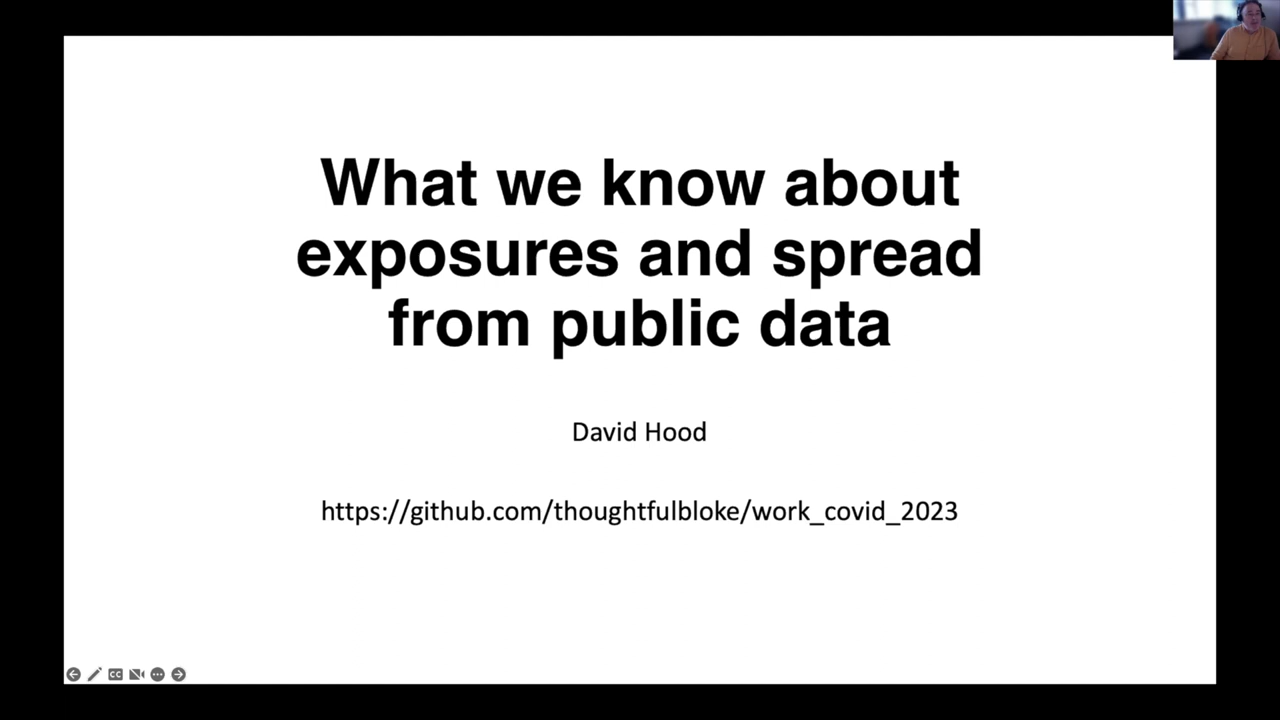 What we know about
exposures and spread
from public data
David Hood
https://github.com/thoughtfulbloke/work_covid_2023